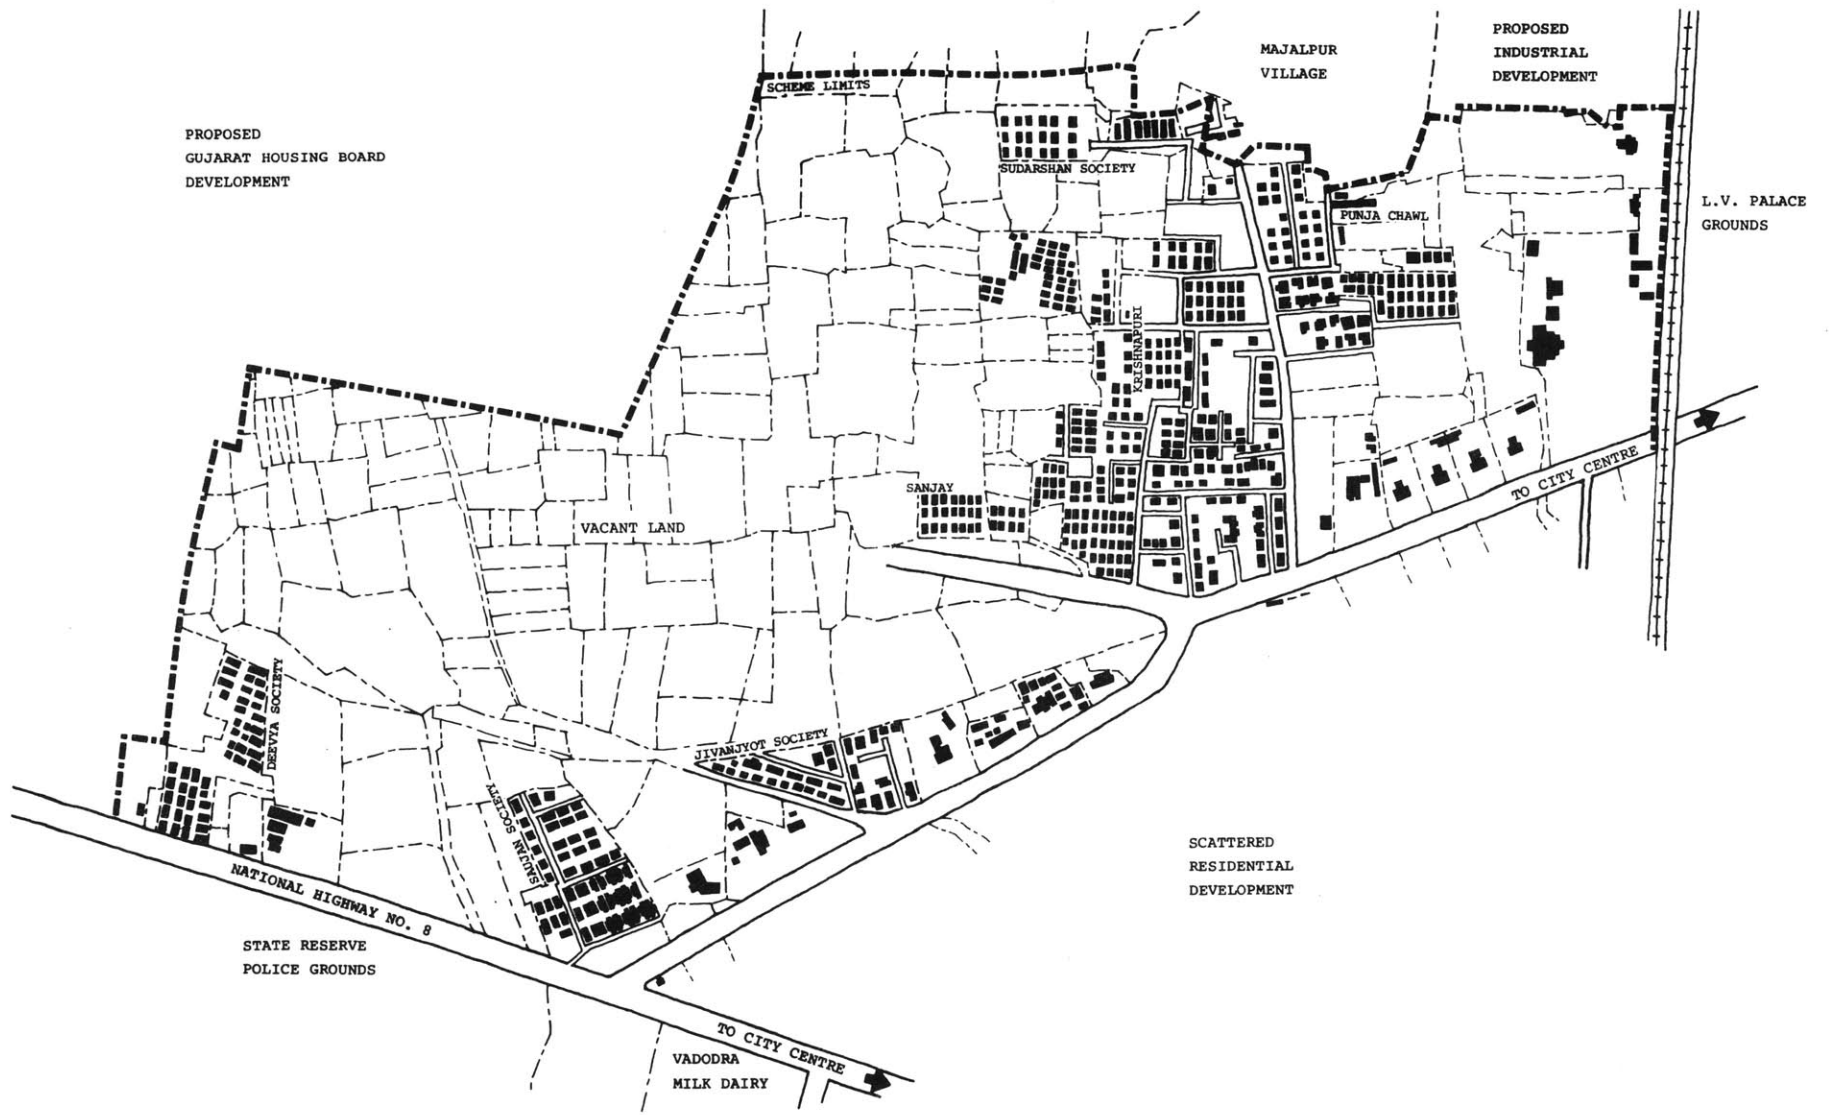 MAJALPUR
VILLAGE
PROPOSED
INDUSTRIAL
DEVELOPMENT
SCHEME LIMITS
PROPOSED
GUJARAT HOUSING BOARD
DEVELOPMENT
SUDARSHAN SOCIETY
PUNJA CHAWL
L.V. PALACE
GROUNDS
KRISHNAPURI
TO CITY CENTRE
SANJAY
VACANT LAND
DEEVYA SOCIETY
JIVANJYOT SOCIETY
SAUJAN SOCIETY
SCATTERED
RESIDENTIAL
DEVELOPMENT
NATIONAL HIGHWAY NO. 8
STATE RESERVE
POLICE GROUNDS
TO CITY CENTRE
VADODRA
MILK DAIRY